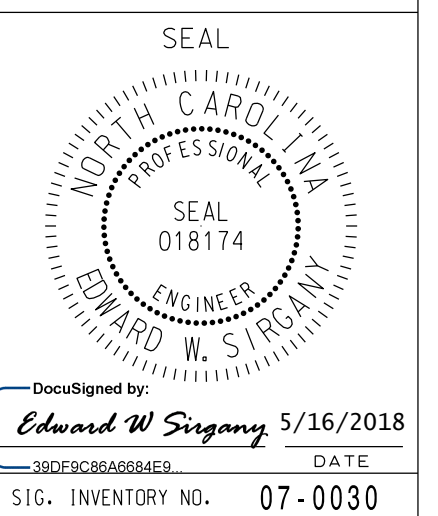 SEAL
NORTH CAROLINA
PROFESSIONAL
SEAL
018174
ENGINEER
EDWARD W. SIRGANY
DocuSigned by:
Edward W Sirgany 5/16/2018
39DF9C86A6684E9... DATE
SIG. INVENTORY NO. 07-0030